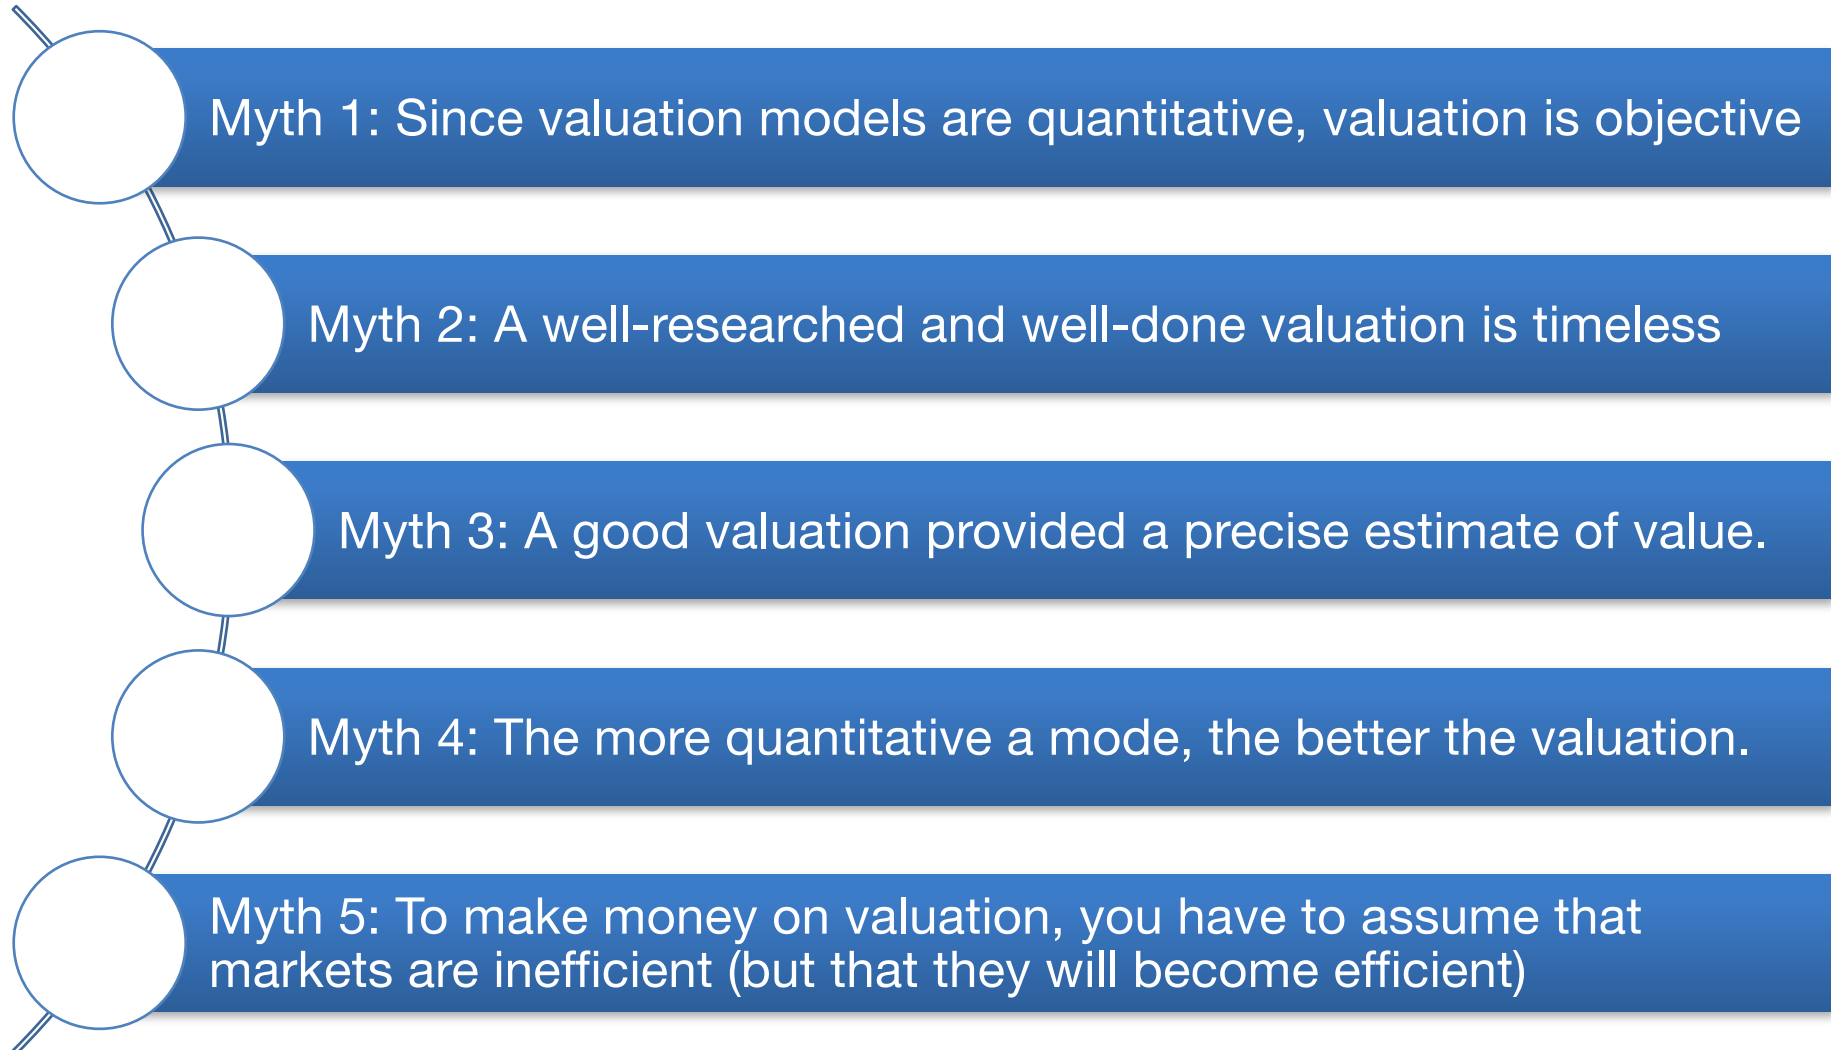 Myth 1: Since valuation models are quantitative, valuation is objective
Myth 2: A well-researched and well-done valuation is timeless
Myth 3: A good valuation provided a precise estimate of value.
Myth 4: The more quantitative a mode, the better the valuation.
Myth 5: To make money on valuation, you have to assume that
markets are inefficient (but that they will become efficient)